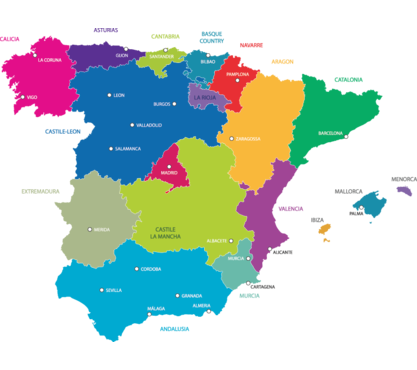 ASTURIAS
CANTABRIA
BASQUE
COUNTRY
NAVARRE
CALICIA
ARAGON
LA CORUNA
GIJON
SANTANDER
BILBAO
PAMPLONA
CATALONIA
VIGO
LEON
BURGOS
LA RIOJA
VALLADOLID
ZARAGOZA
BARCELONA
CASTILE-LEON
SALAMANCA
MADRID
MENORCA
EXTREMADURA
MALLORCA
VALENCIA
PALMA
IBIZA
MERIDA
CASTILE
LA MANCHA
ALBACETE
ALICANTE
MURCIA
CORDOBA
CARTAGENA
SEVILLA
GRANADA
MURCIA
MÁLAGA
ALMERIA
ANDALUSIA